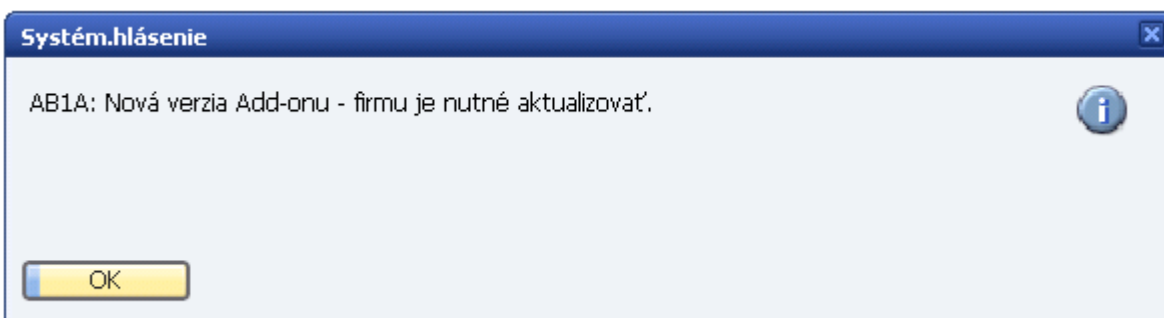 Systém.hlásenie
AB1A: Nová verzia Add-onu - firmu je nutné aktualizovať.
OK